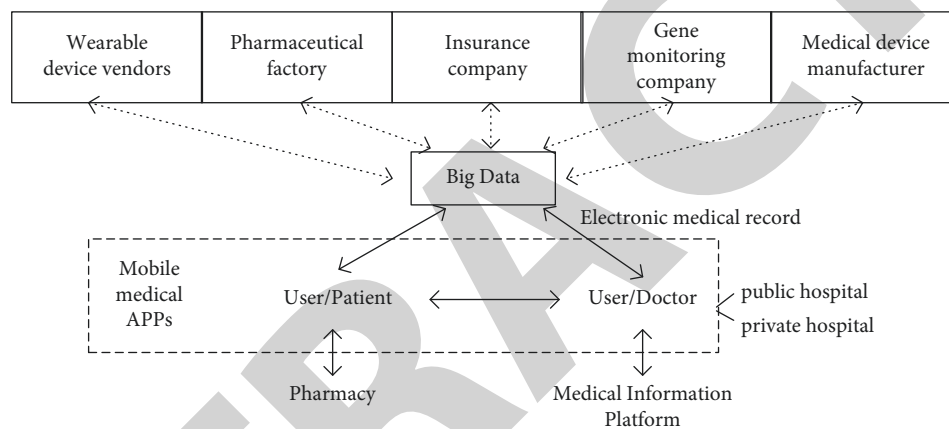 Wearable
device vendors
Pharmaceutical
factory
Insurance
company
Gene
monitoring
company
Medical device
manufacturer
Big Data
Electronic medical record
Mobile
medical
APPs
User/Patient
User/Doctor
public hospital
private hospital
Pharmacy
Medical Information
Platform
TRAC